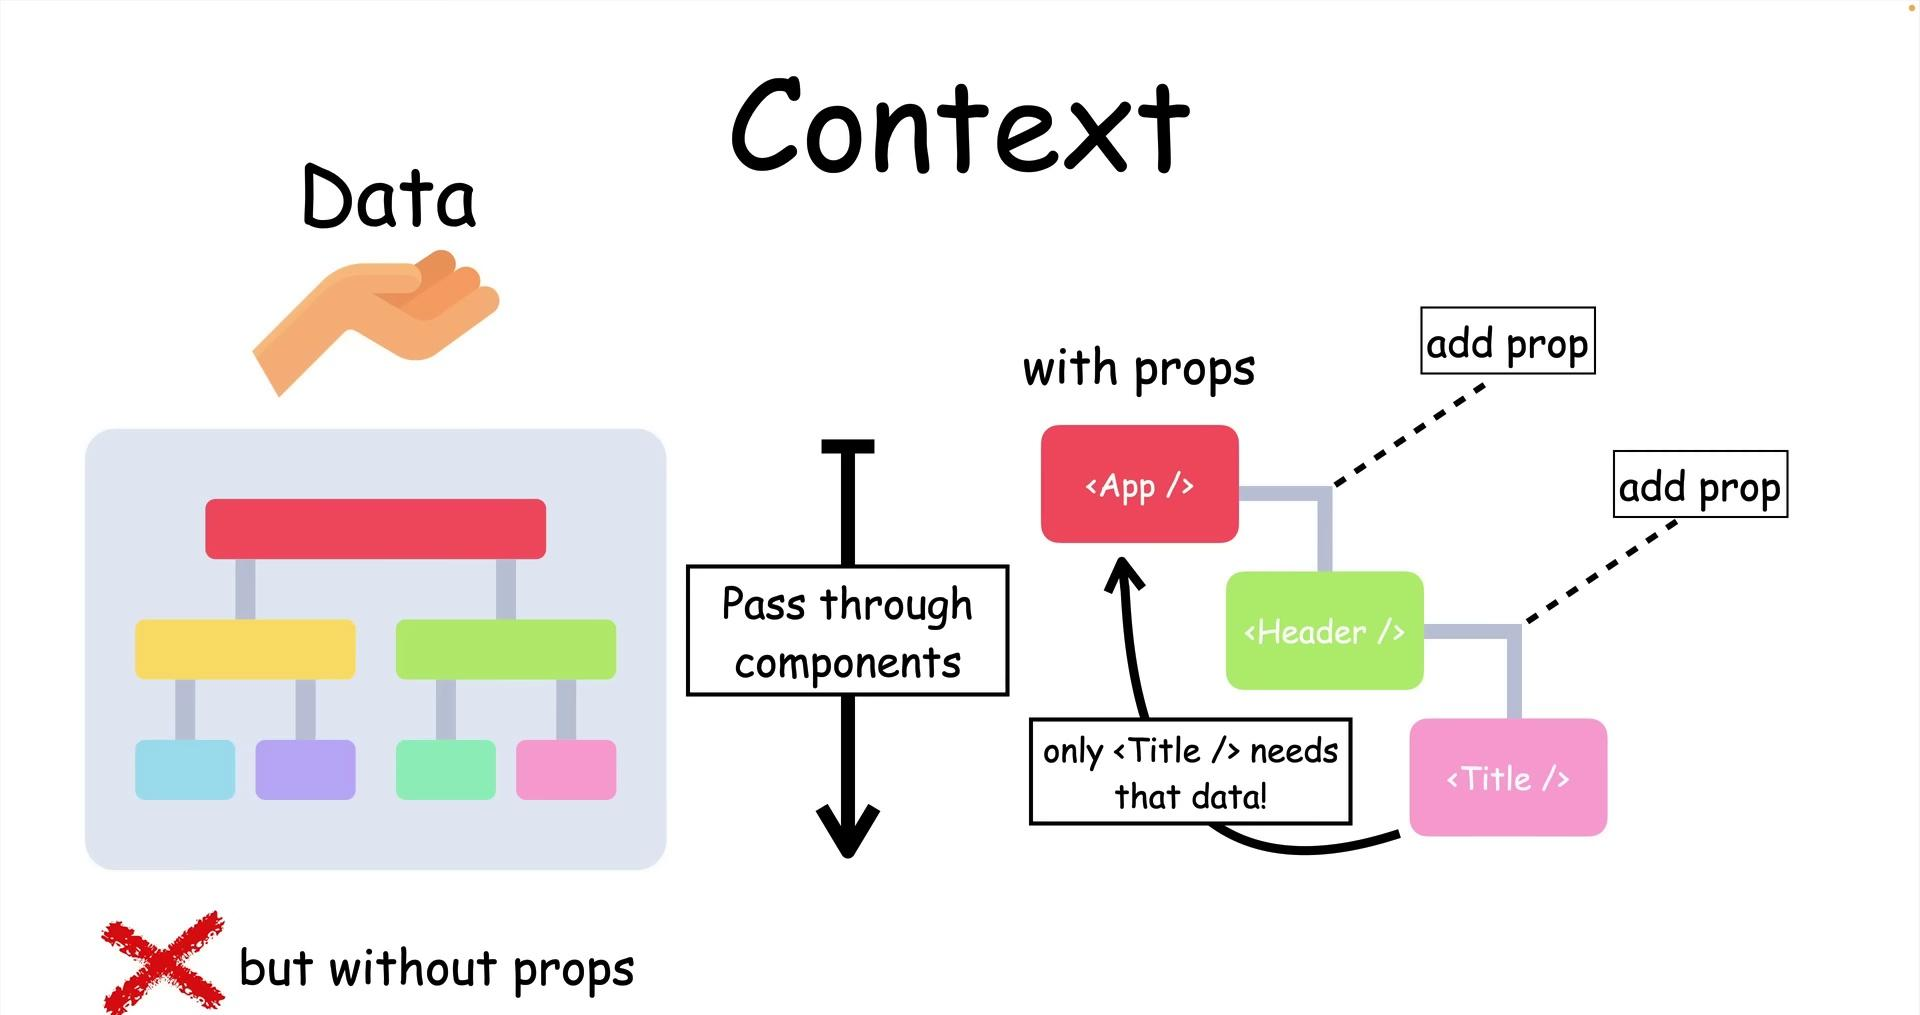 Context
Data
Pass through
components
but without props
with props
<App />
add prop
<Header />
add prop
<Title />
only <Title /> needs
that data!